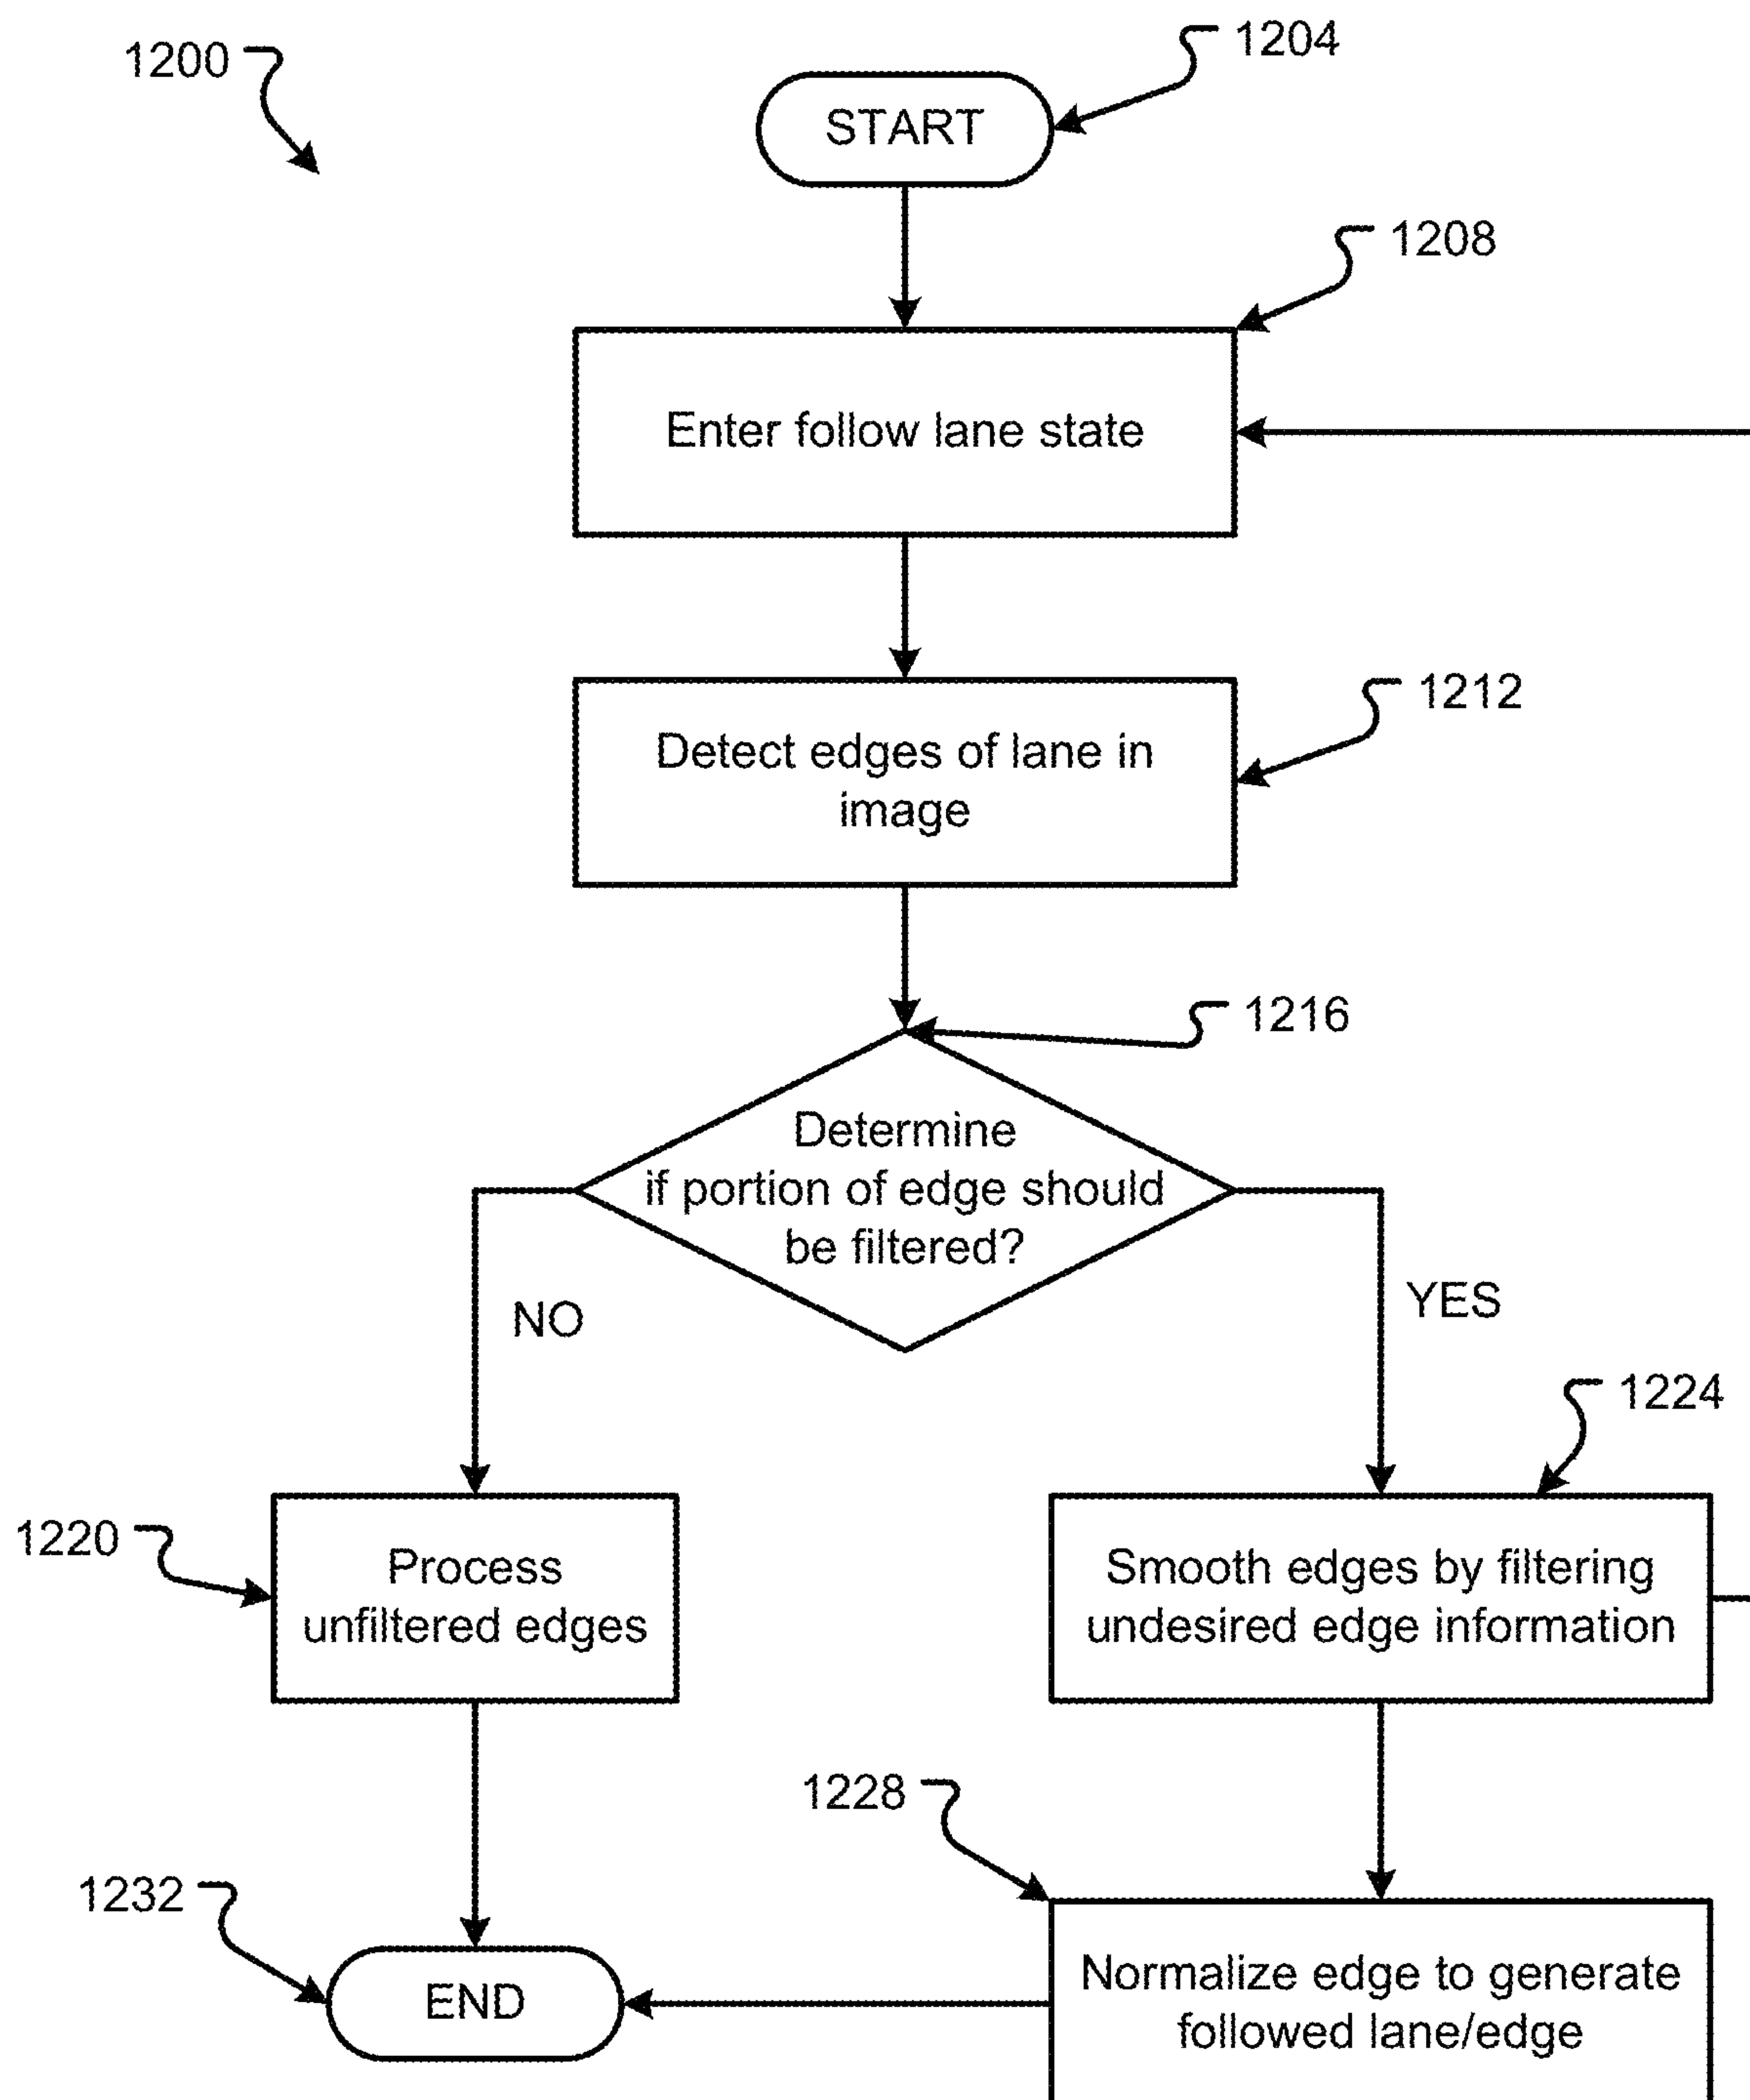 1200
1204
START
1208
Enter follow lane state
1212
Detect edges of lane in
image
1216
Determine
if portion of edge should
be filtered?
NO
YES
1224
1220
Process
unfiltered edges
Smooth edges by filtering
undesired edge information
1228
1232
END
Normalize edge to generate
followed lane/edge